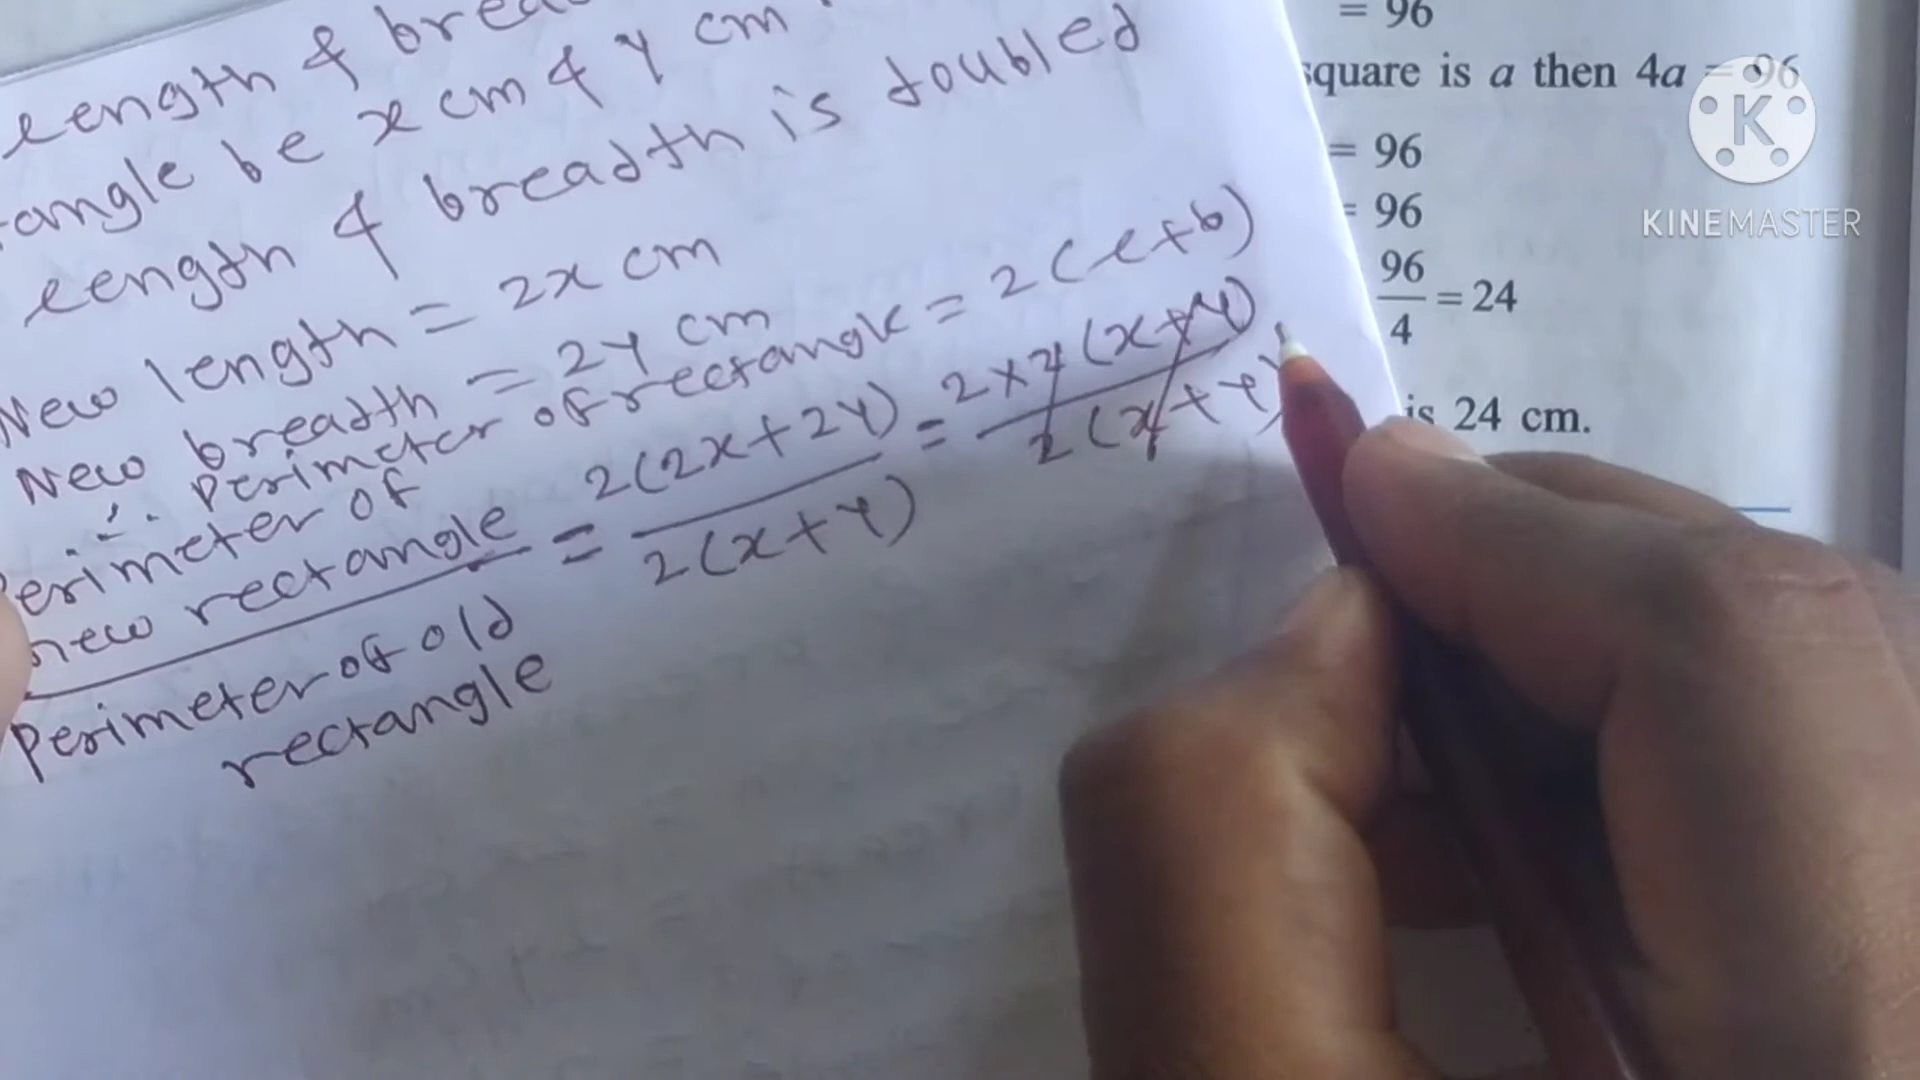 length & 
angle be x cm & y cm
length & breadth is doubled
New length = 2x cm
New breadth = 2y cm
∴ perimeter of rectangle = 2(l+b)
perimeter of
new rectangle = 2(2x+2y) = 2×2(x+y)
2(x+y) 2(x+y)
Perimeter of old
rectangle
= 96
square is a then 4a = 96
= 96
= 96
96
4 = 24
is 24 cm.
K
KINEMASTER